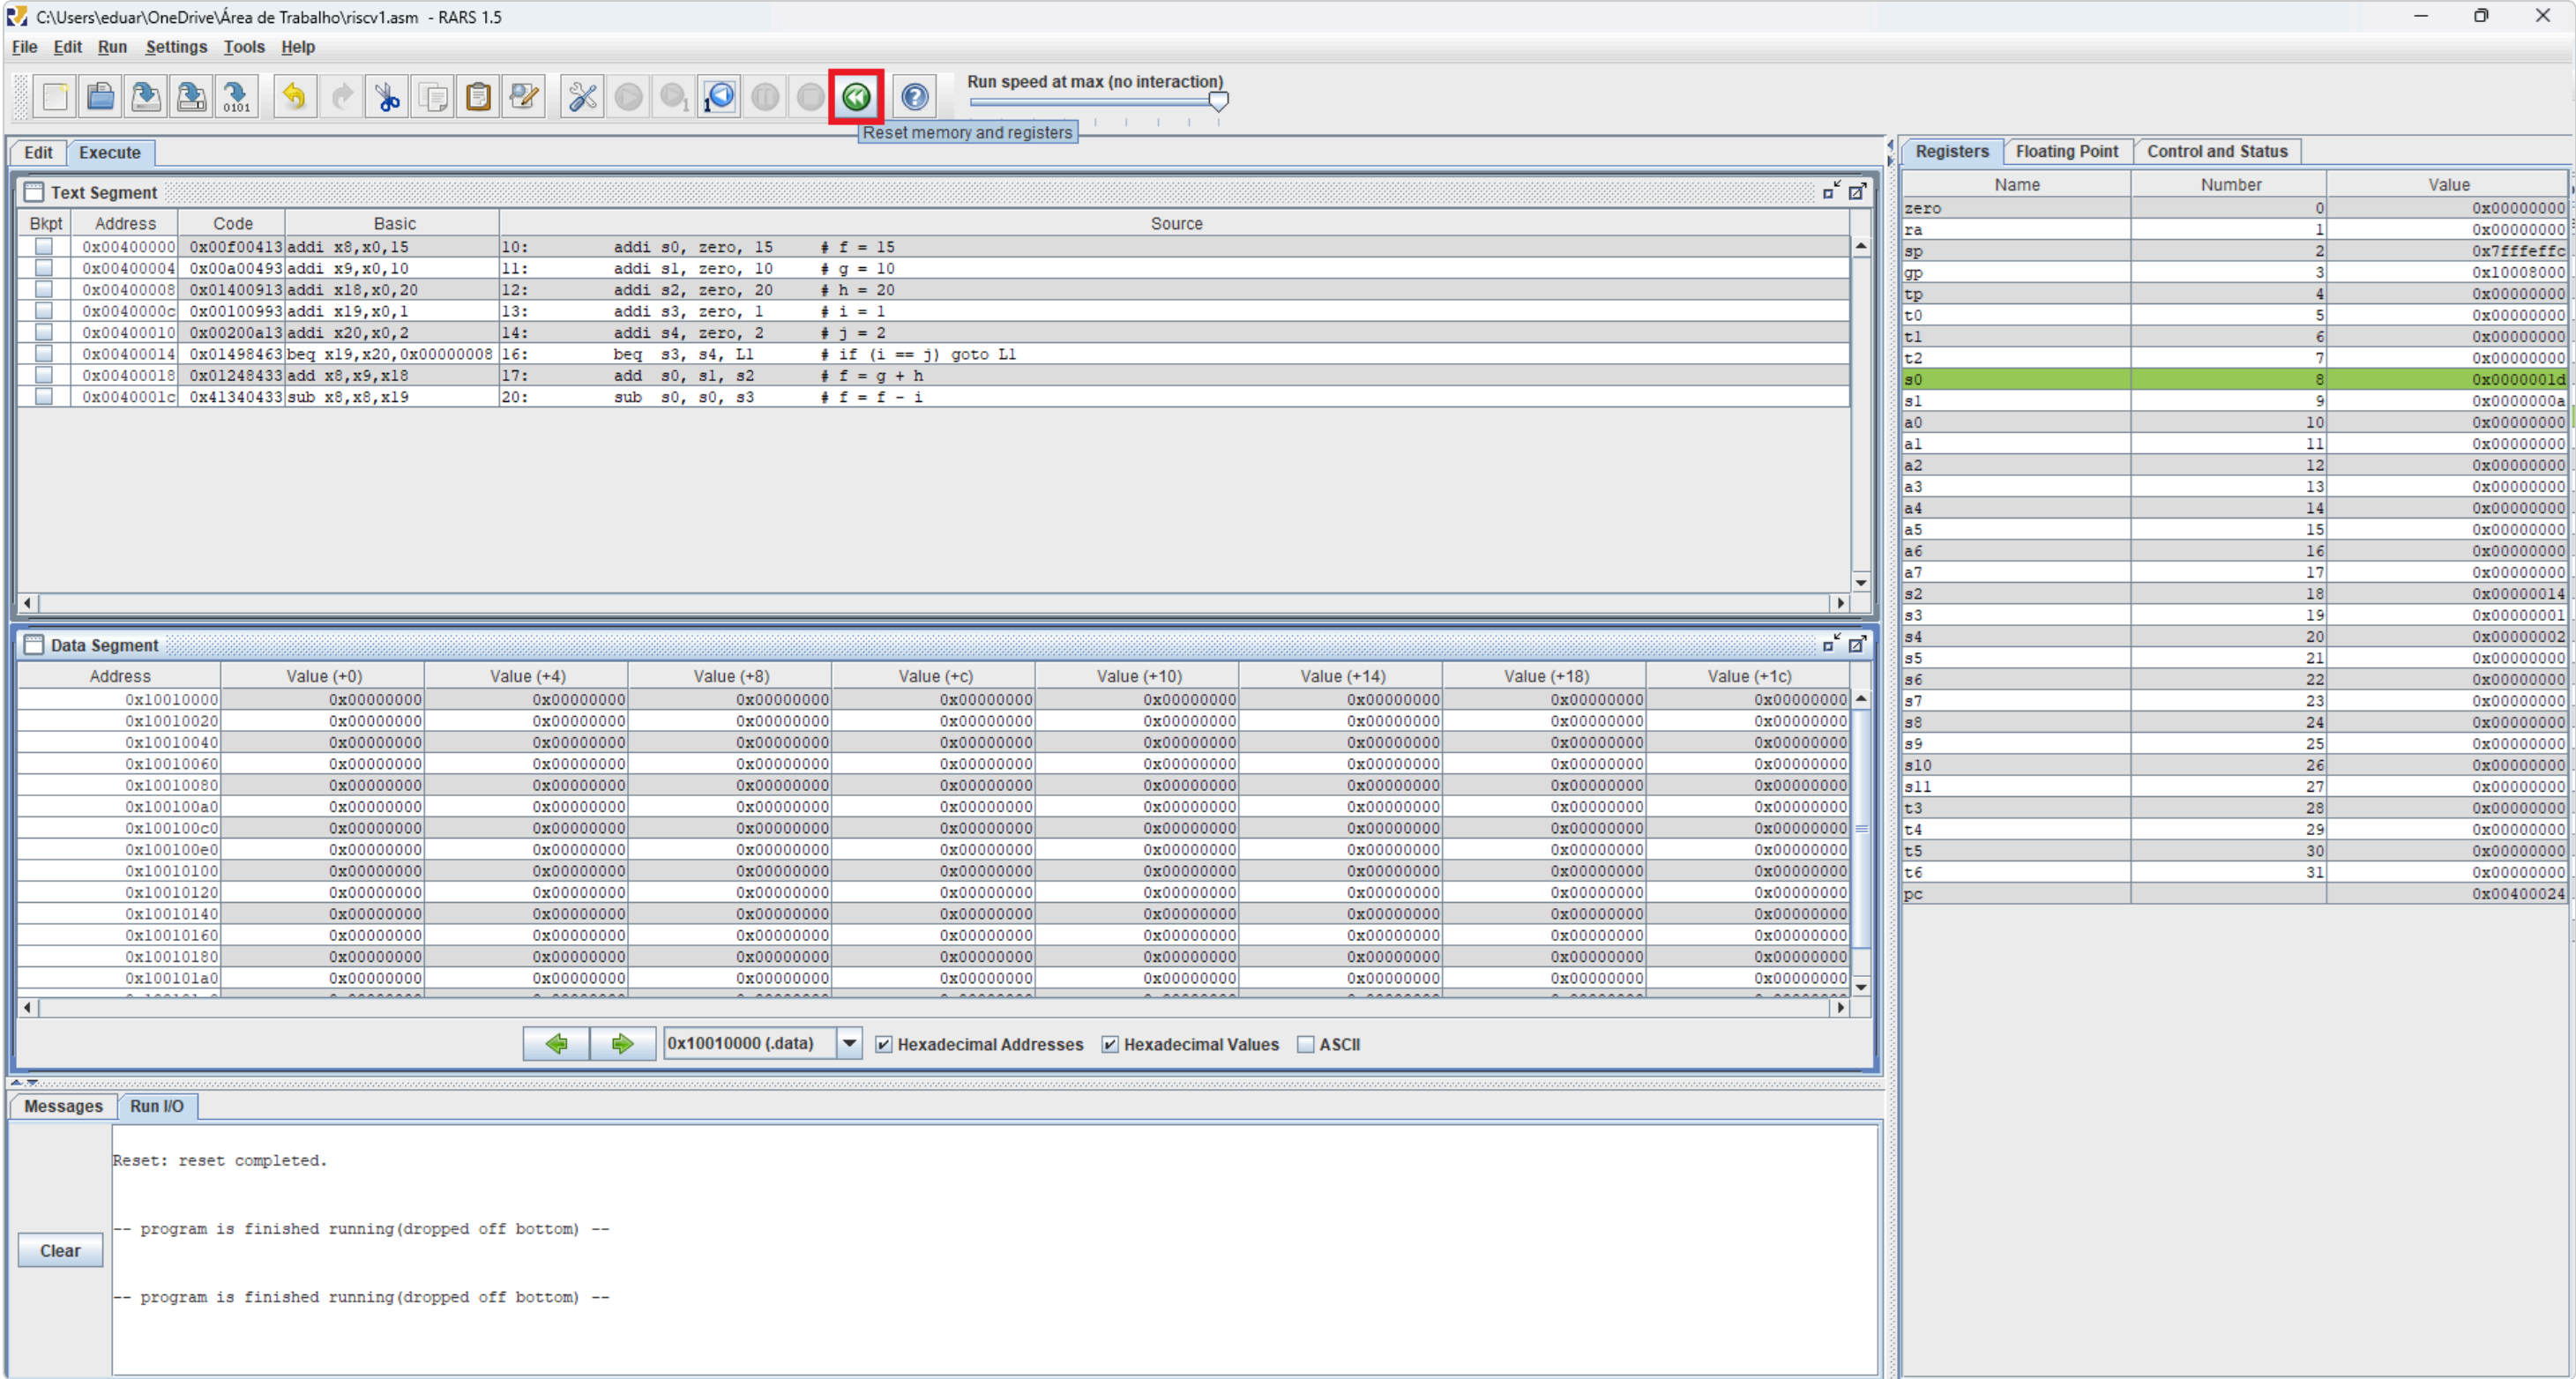 C:\Users\eduar\OneDrive\Área de Trabalho\riscv1.asm - RARS 1.5
File Edit Run Settings Tools Help
Run speed at max (no interaction)
Reset memory and registers
Edit Execute
Text Segment
Bkpt Address Code Basic Source
0x00400000 0x00f00413 addi x8,x0,15 10: addi s0, zero, 15 # f = 15
0x00400004 0x00a00493 addi x9,x0,10 11: addi s1, zero, 10 # g = 10
0x00400008 0x01400913 addi x18,x0,20 12: addi s2, zero, 20 # h = 20
0x0040000c 0x00100993 addi x19,x0,1 13: addi s3, zero, 1 # i = 1
0x00400010 0x00200a13 addi x20,x0,2 14: addi s4, zero, 2 # j = 2
0x00400014 0x01498463 beq x19,x20,0x00000008 16: beq s3, s4, L1 # if (i == j) goto L1
0x00400018 0x01248433 add x8,x9,x18 17: add s0, s1, s2 # f = g + h
0x0040001c 0x41340433 sub x8,x8,x19 20: sub s0, s0, s3 # f = f - i
Data Segment
Address Value (+0) Value (+4) Value (+8) Value (+c) Value (+10) Value (+14) Value (+18) Value (+1c)
0x10010000 0x00000000 0x00000000 0x00000000 0x00000000 0x00000000 0x00000000 0x00000000 0x00000000
0x10010020 0x00000000 0x00000000 0x00000000 0x00000000 0x00000000 0x00000000 0x00000000 0x00000000
0x10010040 0x00000000 0x00000000 0x00000000 0x00000000 0x00000000 0x00000000 0x00000000 0x00000000
0x10010060 0x00000000 0x00000000 0x00000000 0x00000000 0x00000000 0x00000000 0x00000000 0x00000000
0x10010080 0x00000000 0x00000000 0x00000000 0x00000000 0x00000000 0x00000000 0x00000000 0x00000000
0x100100a0 0x00000000 0x00000000 0x00000000 0x00000000 0x00000000 0x00000000 0x00000000 0x00000000
0x100100c0 0x00000000 0x00000000 0x00000000 0x00000000 0x00000000 0x00000000 0x00000000 0x00000000
0x100100e0 0x00000000 0x00000000 0x00000000 0x00000000 0x00000000 0x00000000 0x00000000 0x00000000
0x10010100 0x00000000 0x00000000 0x00000000 0x00000000 0x00000000 0x00000000 0x00000000 0x00000000
0x10010120 0x00000000 0x00000000 0x00000000 0x00000000 0x00000000 0x00000000 0x00000000 0x00000000
0x10010140 0x00000000 0x00000000 0x00000000 0x00000000 0x00000000 0x00000000 0x00000000 0x00000000
0x10010160 0x00000000 0x00000000 0x00000000 0x00000000 0x00000000 0x00000000 0x00000000 0x00000000
0x10010180 0x00000000 0x00000000 0x00000000 0x00000000 0x00000000 0x00000000 0x00000000 0x00000000
0x100101a0 0x00000000 0x00000000 0x00000000 0x00000000 0x00000000 0x00000000 0x00000000 0x00000000
0x10010000 (.data) Hexadecimal Addresses Hexadecimal Values ASCII
Messages Run I/O
Clear
Reset: reset completed.
-- program is finished running(dropped off bottom) --
-- program is finished running(dropped off bottom) --
Registers Floating Point Control and Status
Name Number Value
zero 0 0x00000000
ra 1 0x00000000
sp 2 0x7fffeffc
gp 3 0x10008000
tp 4 0x00000000
t0 5 0x00000000
t1 6 0x00000000
t2 7 0x00000000
s0 8 0x0000001d
s1 9 0x0000000a
a0 10 0x00000000
a1 11 0x00000000
a2 12 0x00000000
a3 13 0x00000000
a4 14 0x00000000
a5 15 0x00000000
a6 16 0x00000000
a7 17 0x00000000
s2 18 0x00000014
s3 19 0x00000001
s4 20 0x00000002
s5 21 0x00000000
s6 22 0x00000000
s7 23 0x00000000
s8 24 0x00000000
s9 25 0x00000000
s10 26 0x00000000
s11 27 0x00000000
t3 28 0x00000000
t4 29 0x00000000
t5 30 0x00000000
t6 31 0x00000000
pc 0x00400024